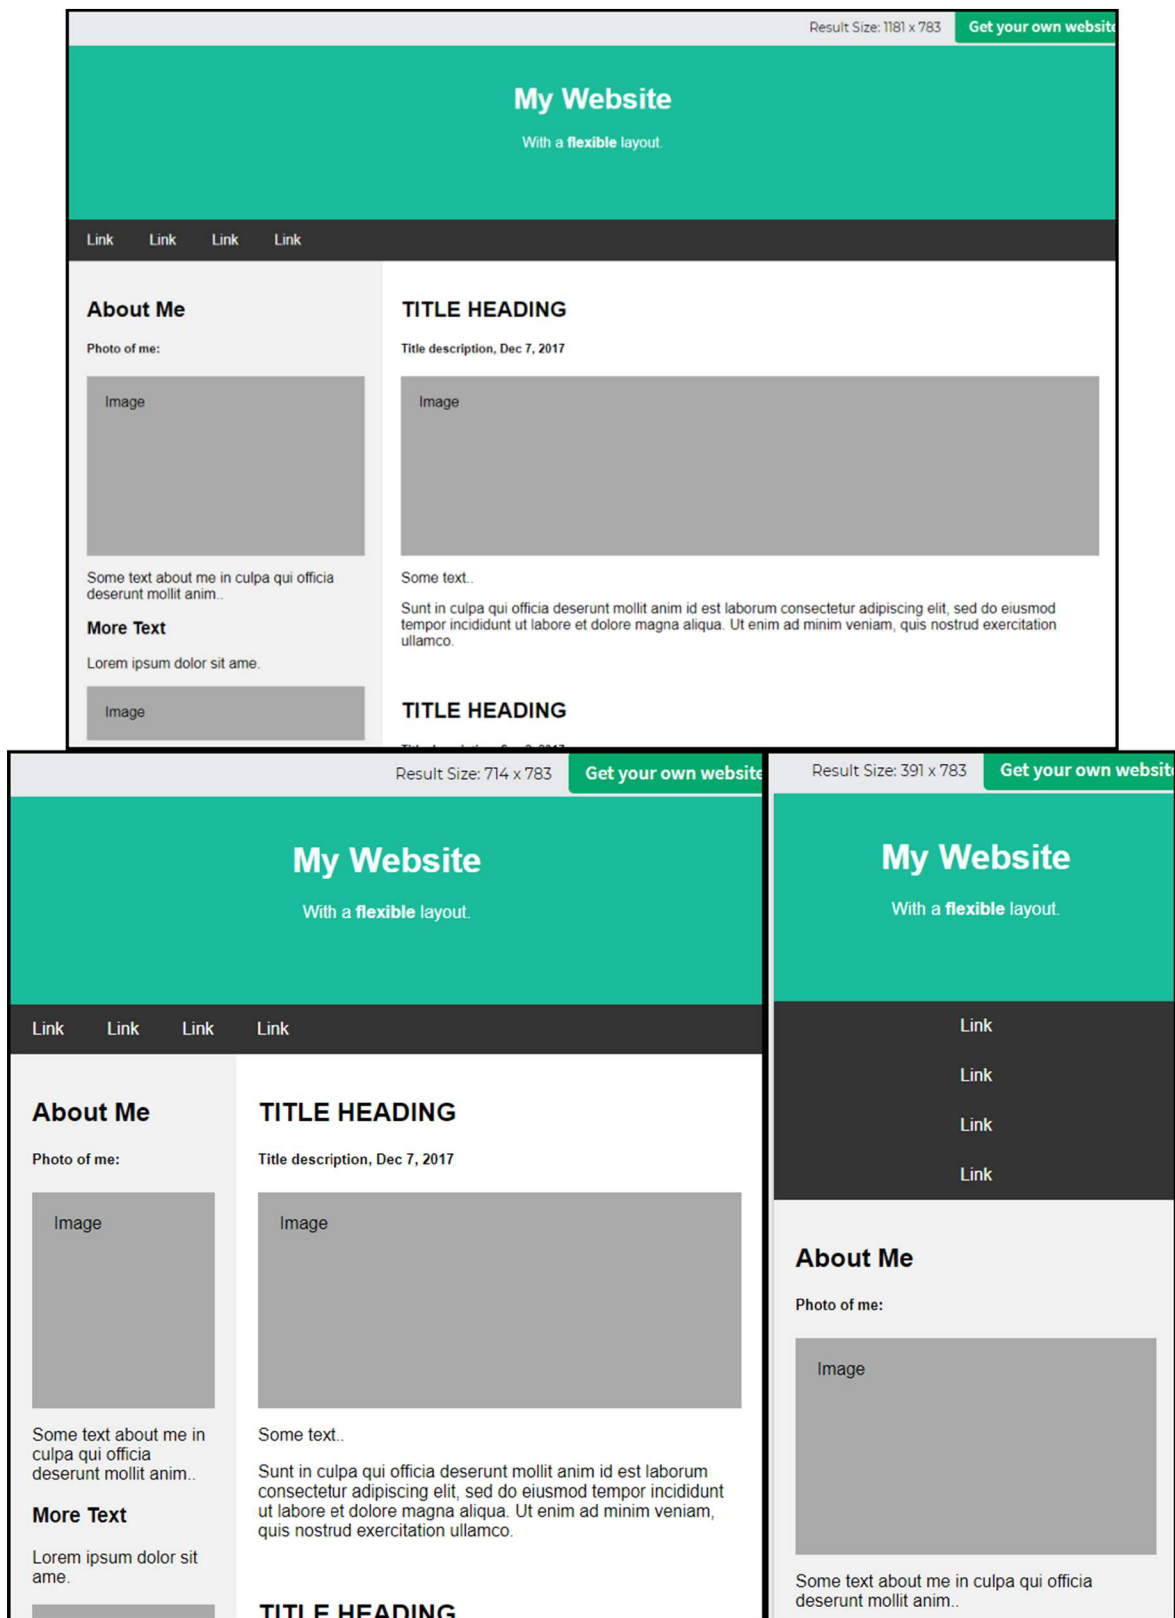 Result Size: 1181 x 783
Get your own website
My Website
With a flexible layout.
Link Link Link Link
About Me
Photo of me:
Image
Some text about me in culpa qui officia
deserunt mollit anim..
More Text
Lorem ipsum dolor sit ame.
Image
TITLE HEADING
Title description, Dec 7, 2017
Image
Some text..
Sunt in culpa qui officia deserunt mollit anim id est laborum consectetur adipiscing elit, sed do eiusmod
tempor incididunt ut labore et dolore magna aliqua. Ut enim ad minim veniam, quis nostrud exercitation
ullamco.
TITLE HEADING
Result Size: 714 x 783
Get your own website
My Website
With a flexible layout.
Link Link Link Link
About Me
Photo of me:
Image
Some text about me in
culpa qui officia
deserunt mollit anim..
More Text
Lorem ipsum dolor sit
ame.
TITLE HEADING
Title description, Dec 7, 2017
Image
Some text..
Sunt in culpa qui officia deserunt mollit anim id est laborum
consectetur adipiscing elit, sed do eiusmod tempor incididunt
ut labore et dolore magna aliqua. Ut enim ad minim veniam,
quis nostrud exercitation ullamco.
TITLE HEADING
Result Size: 391 x 783
Get your own websit
My Website
With a flexible layout.
Link
Link
Link
Link
About Me
Photo of me:
Image
Some text about me in culpa qui officia
deserunt mollit anim..